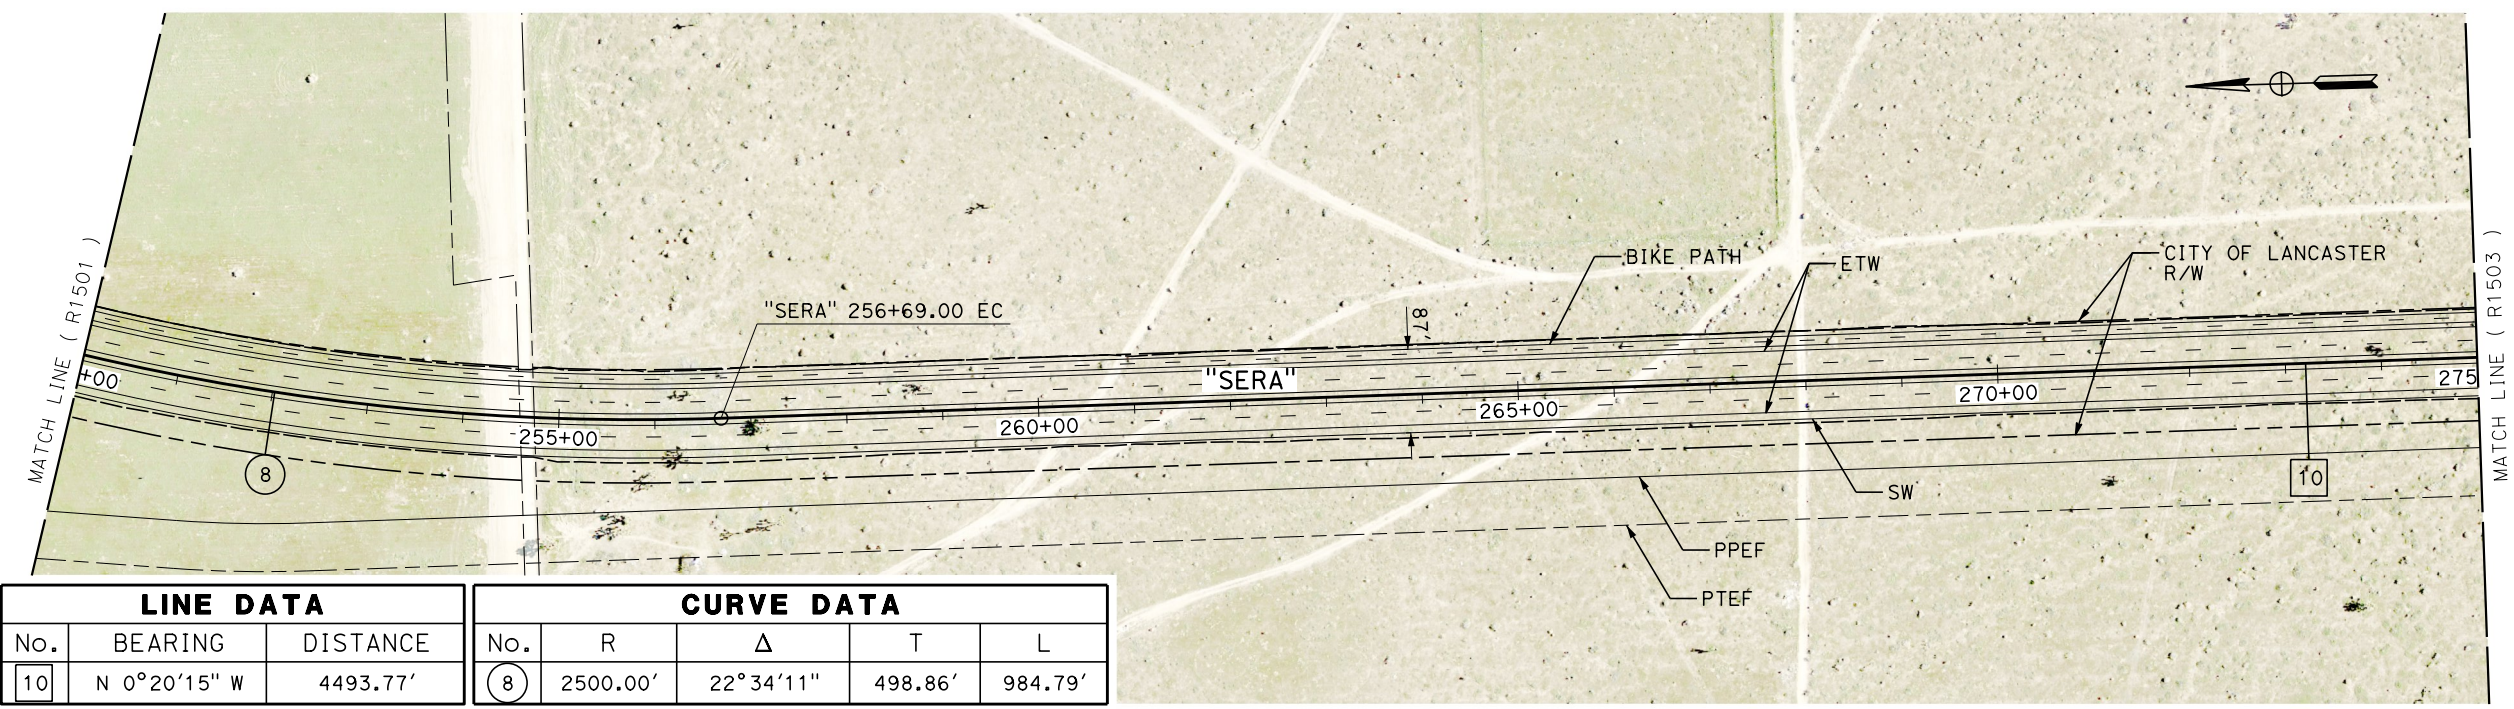 MATCH LINE ( R1501 )
+00
8
"SERA" 256+69.00 EC
255+00
260+00
"SERA"
87'
BIKE PATH
ETW
CITY OF LANCASTER
R/W
265+00
270+00
275
10
SW
PPEF
PTEF
MATCH LINE ( R1503 )
LINE DATA
No. BEARING DISTANCE
10 N 0°20'15" W 4493.77'
CURVE DATA
No. R Δ T L
8 2500.00' 22°34'11" 498.86' 984.79'